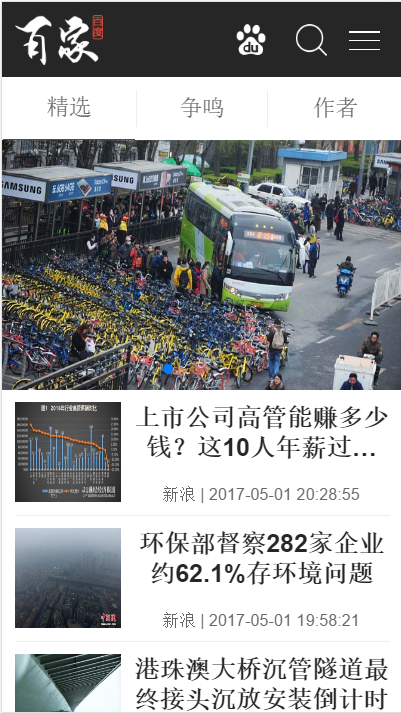 百家
百度
du
精选
争鸣
作者
SAMSUNG
SAMSUNG
SAMSUNG
上市公司高管能赚多少
钱？这10人年薪过…
新浪 | 2017-05-01 20:28:55
环保部督察282家企业
约62.1%存环境问题
新浪 | 2017-05-01 19:58:21
港珠澳大桥沉管隧道最
终接头沉放安装倒计时